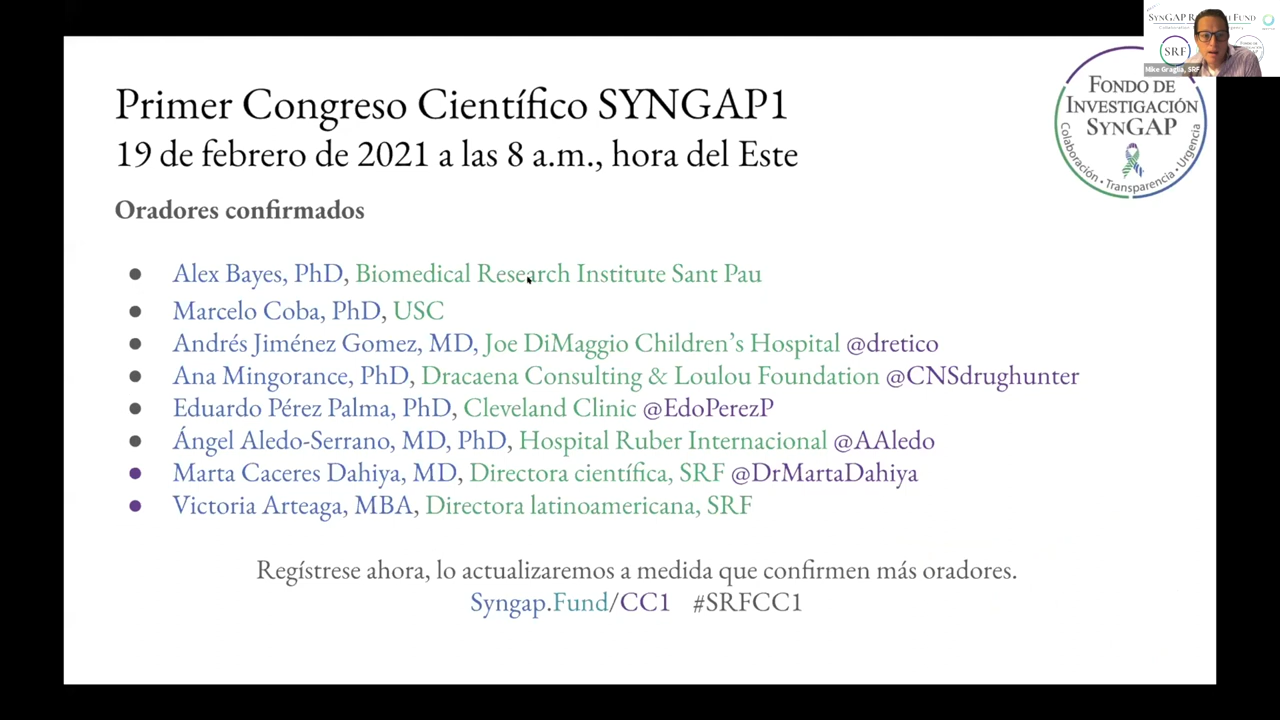 Primer Congreso Científico SYNGAP1
19 de febrero de 2021 a las 8 a.m., hora del Este
Oradores confirmados
● Alex Bayes, PhD, Biomedical Research Institute Sant Pau
● Marcelo Coba, PhD, USC
● Andrés Jiménez Gomez, MD, Joe DiMaggio Children’s Hospital @dretico
● Ana Mingorance, PhD, Dracaena Consulting & Loulou Foundation @CNSdrughunter
● Eduardo Pérez Palma, PhD, Cleveland Clinic @EdoPerezP
● Ángel Aledo-Serrano, MD, PhD, Hospital Ruber Internacional @AAledo
● Marta Caceres Dahiya, MD, Directora científica, SRF @DrMartaDahiya
● Victoria Arteaga, MBA, Directora latinoamericana, SRF
Regístrese ahora, lo actualizaremos a medida que confirmen más oradores.
Syngap.Fund/CC1 #SRFCC1
FONDO DE
INVESTIGACIÓN
SYNGAP
Colaboración • Transparencia • Urgencia
SRF
Mike Graglia, SRF